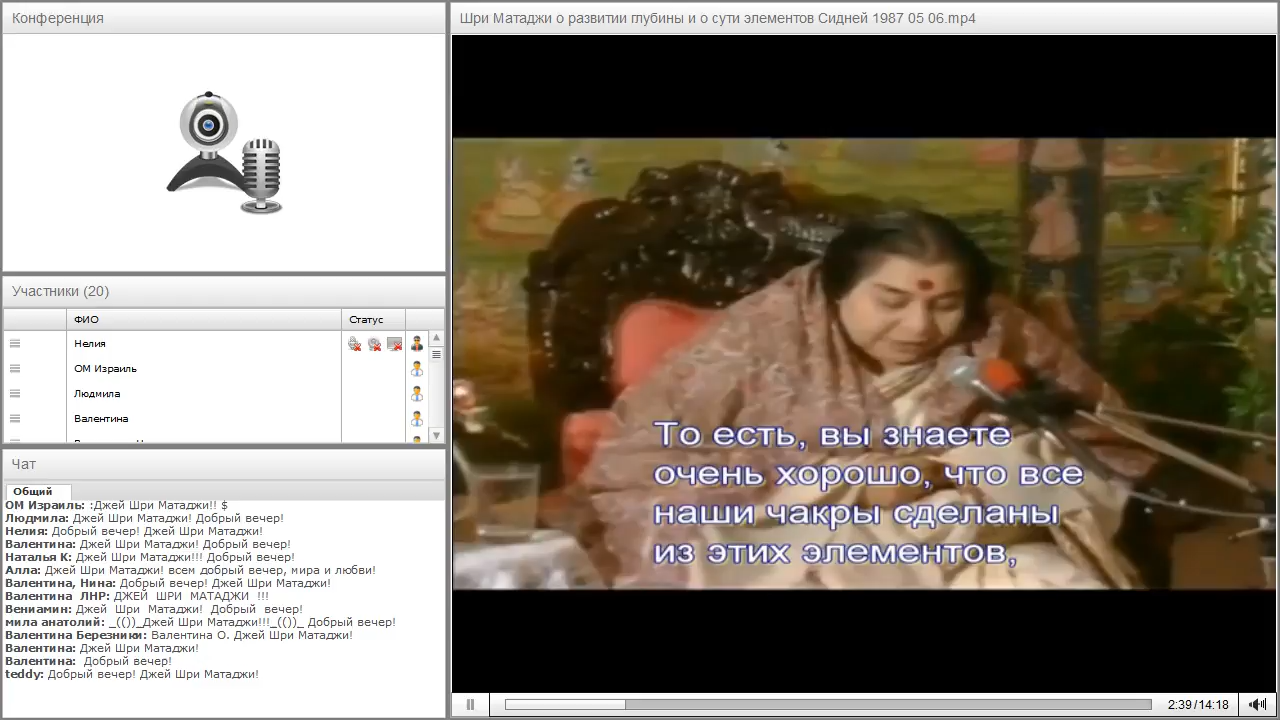 Конференция
Участники (20)
ФИО Статус
Нелия
ОМ Израиль
Людмила
Валентина
Чат
Общий
ОМ Израиль: :Джей Шри Матаджи!! $
Людмила: Джей Шри Матаджи! Добрый вечер!
Нелия: Добрый вечер! Джей Шри Матаджи!
Валентина: Джей Шри Матаджи! Добрый вечер!
Наталья К: Джей Шри Матаджи!!! Добрый вечер!
Алла: Джей Шри Матаджи! всем добрый вечер, мира и любви!
Валентина, Нина: Добрый вечер! Джей Шри Матаджи!
Валентина ЛНР: ДЖЕЙ ШРИ МАТАДЖИ !!!
Вениамин: Джей Шри Матаджи! Добрый вечер!
мила анатолий: _(())_Джей Шри Матаджи!!!_(())_ Добрый вечер!
Валентина Березники: Валентина О. Джей Шри Матаджи!
Валентина: Джей Шри Матаджи!
Валентина: Добрый вечер!
teddy: Добрый вечер! Джей Шри Матаджи!
Шри Матаджи о развитии глубины и о сути элементов Сидней 1987 05 06.mp4
То есть, вы знаете
очень хорошо, что все
наши чакры сделаны
из этих элементов,
2:39/14:18